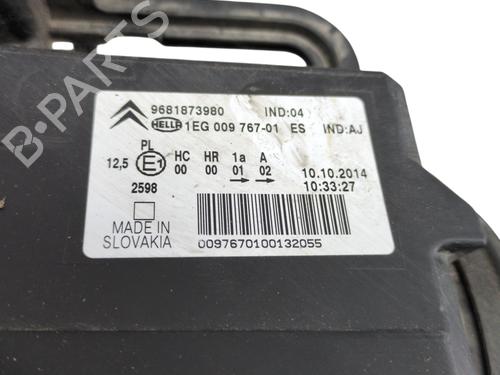 9681873980 IND:04
HELLA 1EG 009 767-01 ES IND:AJ
PL
12,5 E1 HC HR 1a A
00 00 01 02
2598
10.10.2014
10:33:27
MADE IN
SLOVAKIA
0097670100132055